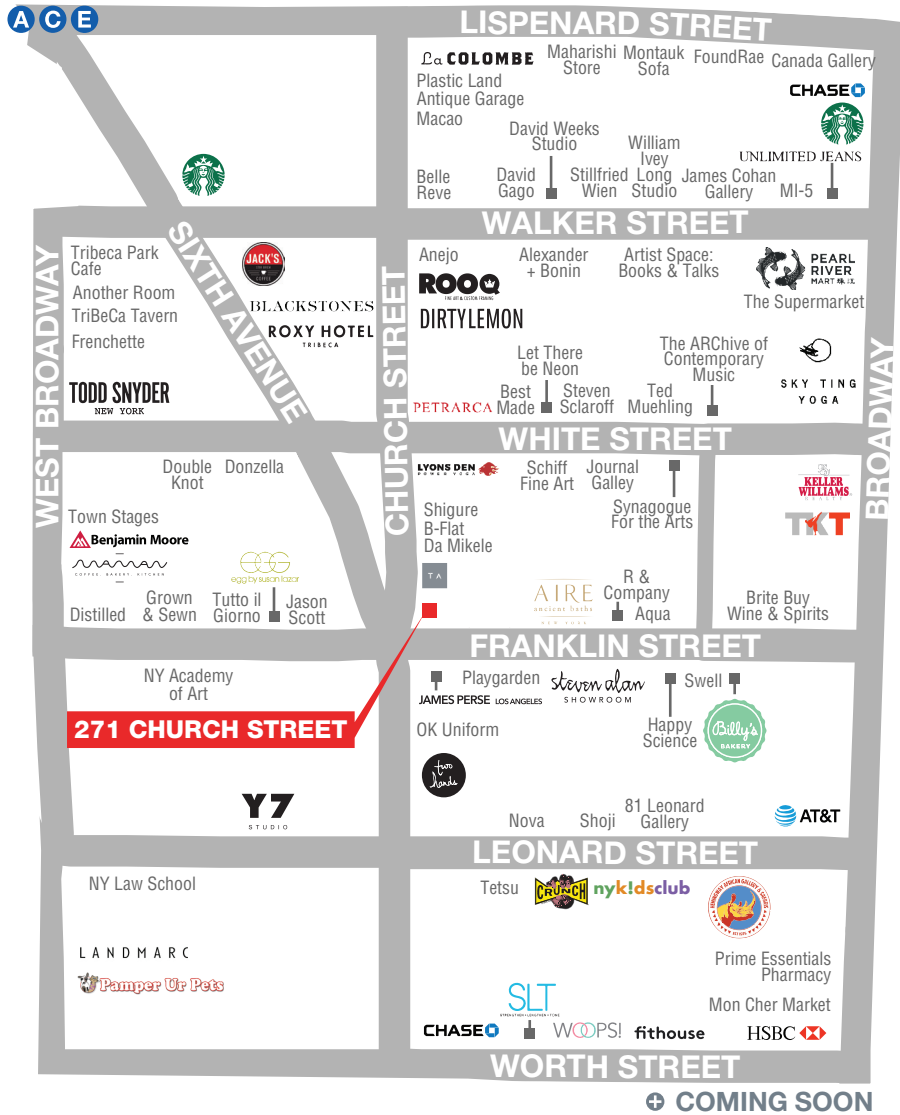 A C E
LISPENARD STREET
La COLOMBE
Maharishi
Store
Montauk
Sofa
FoundRae
Canada Gallery
Plastic Land
Antique Garage
Macao
CHASE
David Weeks
Studio
William
Ivey
Long
Studio
UNLIMITED JEANS
Belle
Reve
David
Gago
Stillfried
Wien
James Cohan
Gallery
MI-5
WALKER STREET
WEST BROADWAY
SIXTH AVENUE
CHURCH STREET
BROADWAY
Tribeca Park
Cafe
Another Room
TriBeCa Tavern
Frenchette
TODD SNYDER
NEW YORK
JACK'S
BLACKSTONES
ROXY HOTEL
TRIBECA
Anejo
Alexander
+ Bonin
Artist Space:
Books & Talks
PEARL
RIVER
MART
The Supermarket
ROOQ
FINE ART & CUSTOM FRAMING
DIRTYLEMON
Let There
be Neon
The ARChive of
Contemporary
Music
PETRARCA
Best
Made
Steven
Sclaroff
Ted
Muehling
SKY TING
YOGA
WHITE STREET
Double
Knot
Donzella
Town Stages
Benjamin Moore
MAMAN
COFFEE. BAKERY. KITCHEN
egg by susan lazar
Distilled
Grown
& Sewn
Tutto il
Giorno
Jason
Scott
LYONS DEN
POWER YOGA
Schiff
Fine Art
Journal
Galley
Synagogue
For the Arts
Shigure
B-Flat
Da Mikele
TA
AIRE
ancient baths
NEW YORK
R &
Company
Aqua
KELLER
WILLIAMS
REALTY
TKT
Brite Buy
Wine & Spirits
FRANKLIN STREET
NY Academy
of Art
271 CHURCH STREET
Y7
STUDIO
Playgarden
JAMES PERSE LOS ANGELES
steven alan
SHOWROOM
Swell
OK Uniform
Happy
Science
Billy's
BAKERY
two
hands
Nova
Shoji
81 Leonard
Gallery
AT&T
LEONARD STREET
NY Law School
LANDMARC
Pamper Ur Pets
Tetsu
CRUNCH
nyk!dsclub
Prime Essentials
Pharmacy
Mon Cher Market
SLT
CHASE
WOOPS!
fithouse
HSBC
WORTH STREET
COMING SOON